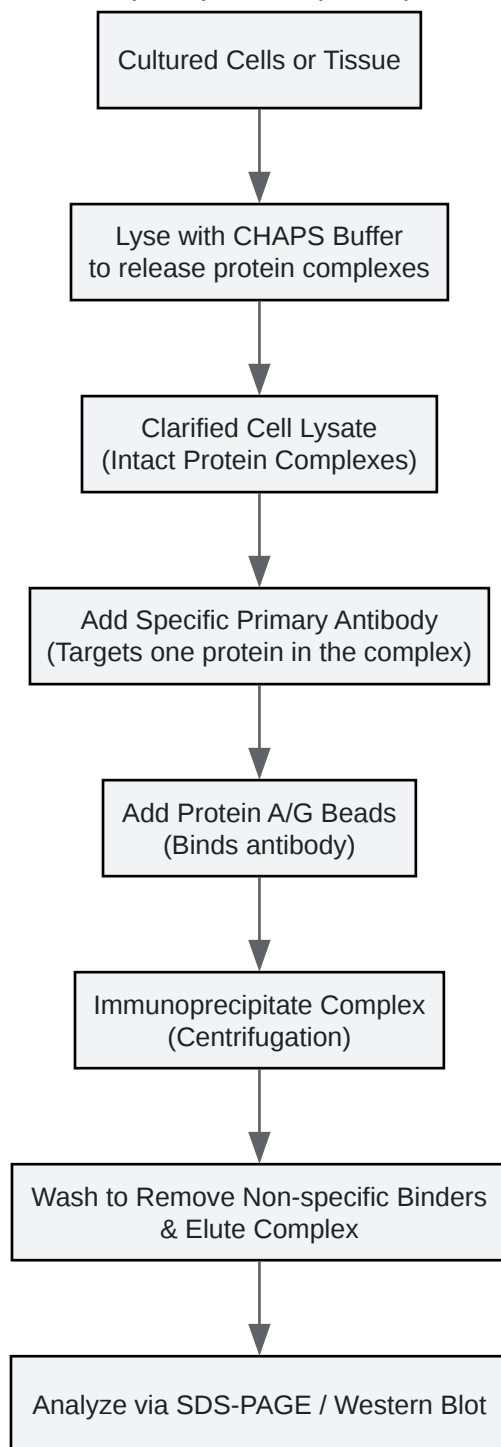 Cultured Cells or Tissue
Lyse with CHAPS Buffer
to release protein complexes
Clarified Cell Lysate
(Intact Protein Complexes)
Add Specific Primary Antibody
(Targets one protein in the complex)
Add Protein A/G Beads
(Binds antibody)
Immunoprecipitate Complex
(Centrifugation)
Wash to Remove Non-specific Binders
& Elute Complex
Analyze via SDS-PAGE / Western Blot